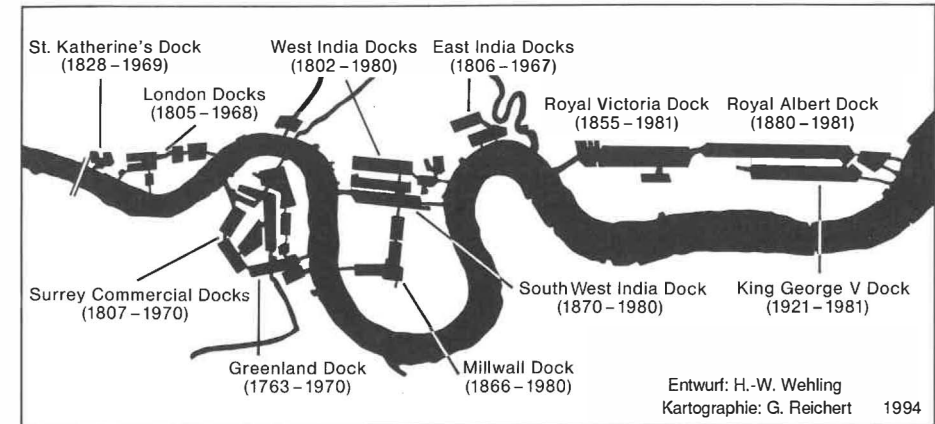 St. Katherine's Dock
(1828–1969)
London Docks
(1805–1968)
West India Docks
(1802–1980)
East India Docks
(1806–1967)
Royal Victoria Dock
(1855–1981)
Royal Albert Dock
(1880–1981)
Surrey Commercial Docks
(1807–1970)
Greenland Dock
(1763–1970)
Millwall Dock
(1866–1980)
South West India Dock
(1870–1980)
King George V Dock
(1921–1981)
Entwurf: H.-W. Wehling
Kartographie: G. Reichert 1994